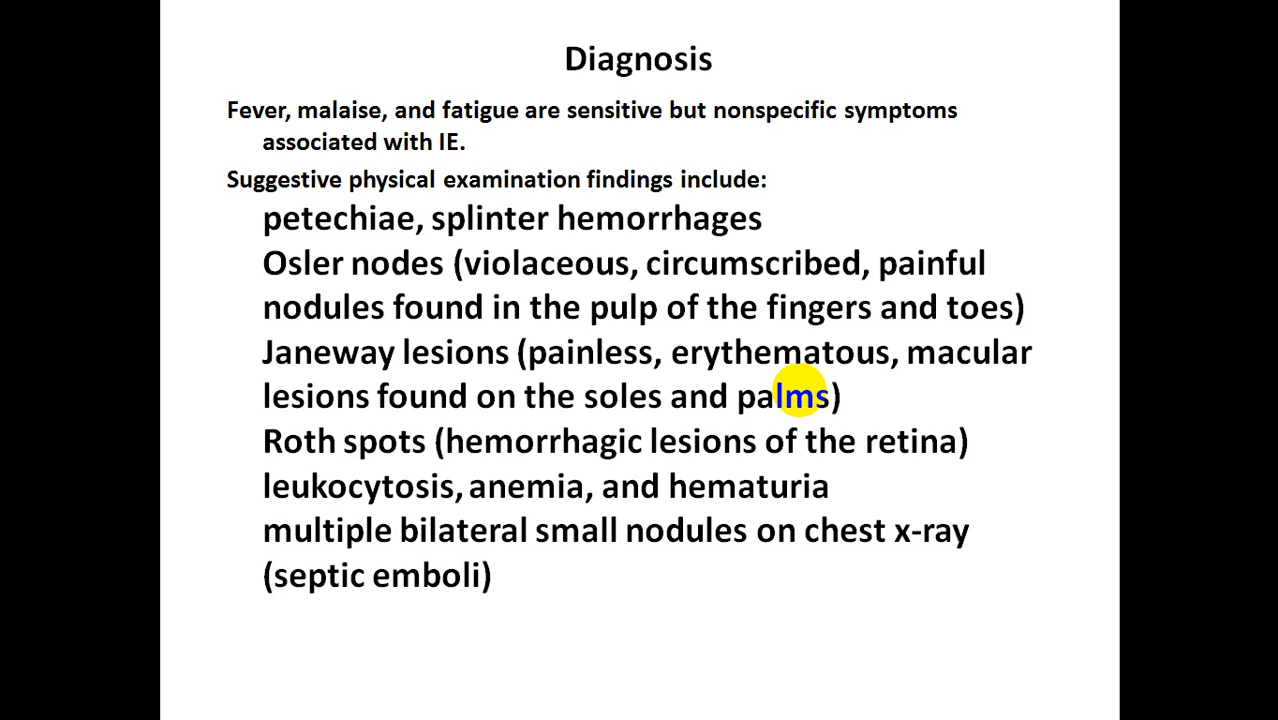 Diagnosis
Fever, malaise, and fatigue are sensitive but nonspecific symptoms
associated with IE.
Suggestive physical examination findings include:
petechiae, splinter hemorrhages
Osler nodes (violaceous, circumscribed, painful
nodules found in the pulp of the fingers and toes)
Janeway lesions (painless, erythematous, macular
lesions found on the soles and palms)
Roth spots (hemorrhagic lesions of the retina)
leukocytosis, anemia, and hematuria
multiple bilateral small nodules on chest x-ray
(septic emboli)